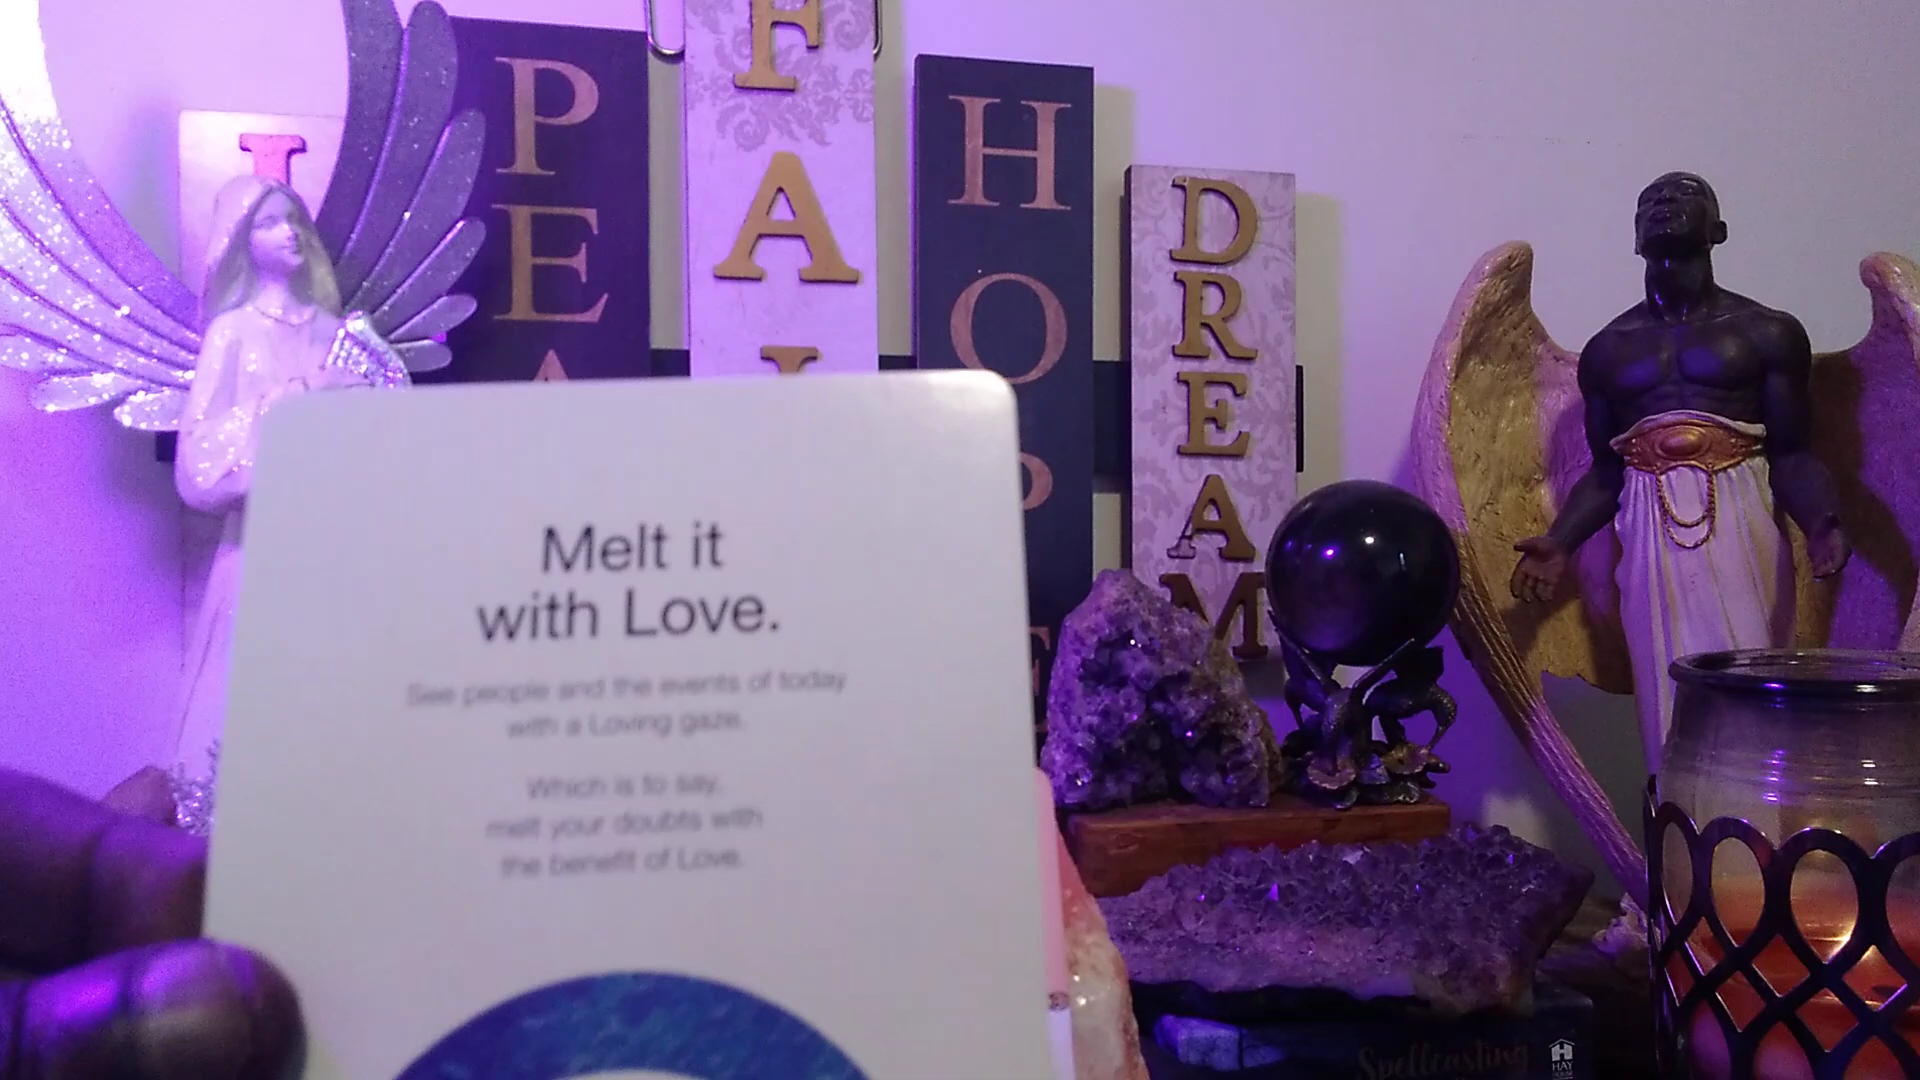 I
PEA
FAI
HOPE
DREAM
Melt it
with Love.
See people and the events of today
with a Loving gaze.
Which is to say,
melt your doubts with
the benefit of Love.
Spellcasting
HAY
HOUSE